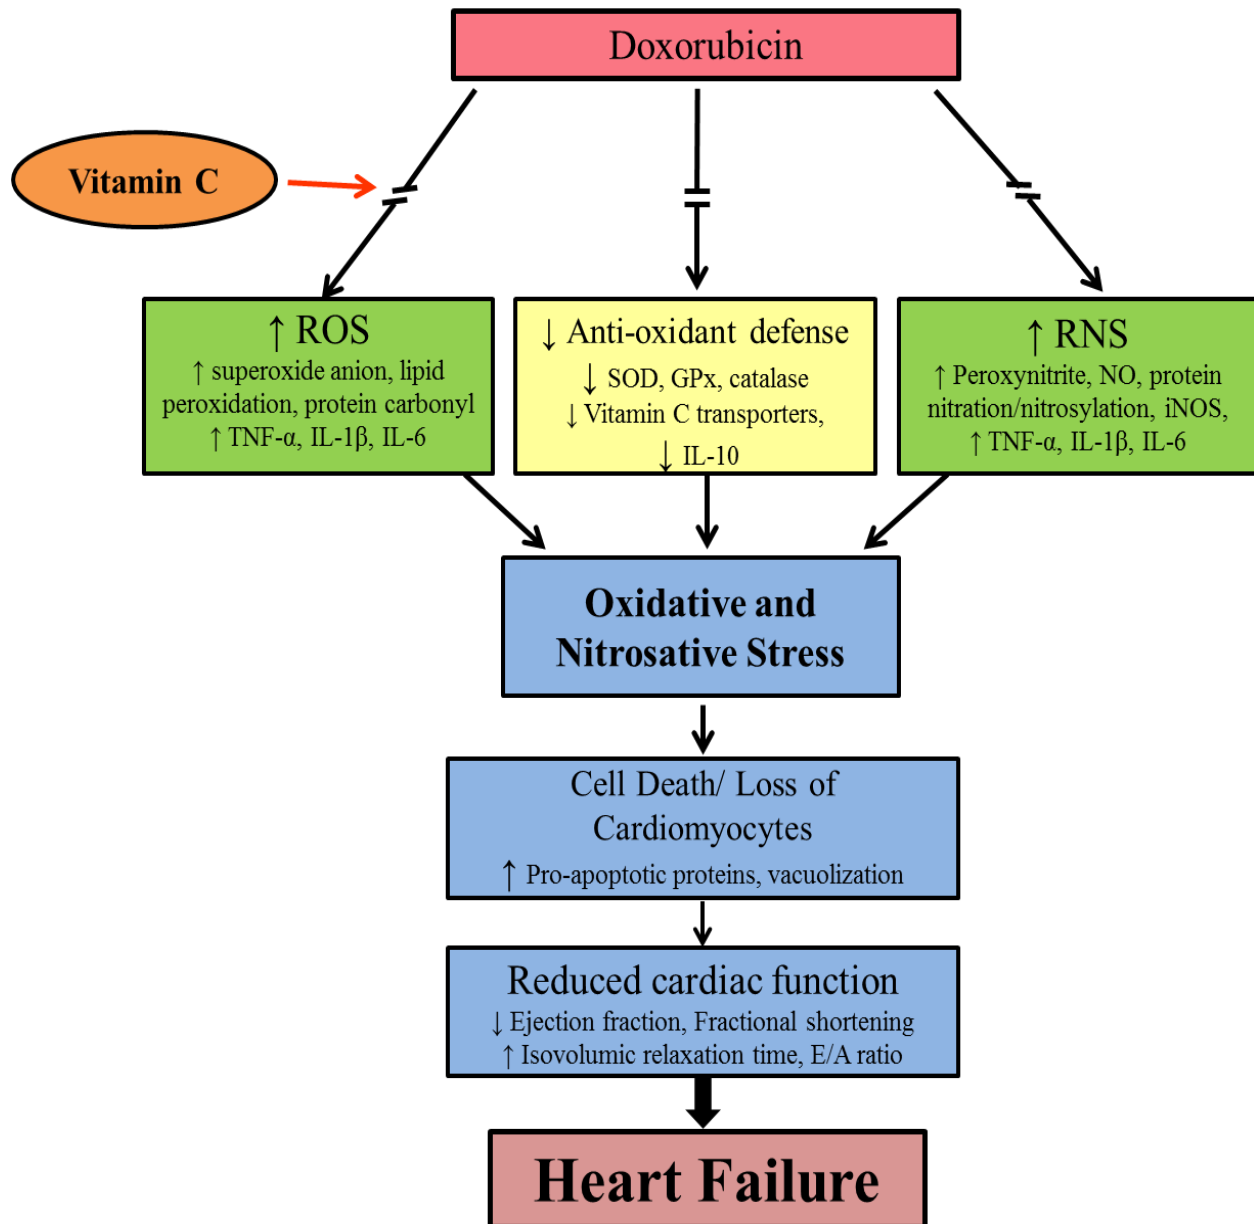 Doxorubicin
Vitamin C
↑ ROS
↑ superoxide anion, lipid
peroxidation, protein carbonyl
↑ TNF-α, IL-1β, IL-6
↓ Anti-oxidant defense
↓ SOD, GPx, catalase
↓ Vitamin C transporters,
↓ IL-10
↑ RNS
↑ Peroxynitrite, NO, protein
nitration/nitrosylation, iNOS,
↑ TNF-α, IL-1β, IL-6
Oxidative and
Nitrosative Stress
Cell Death/ Loss of
Cardiomyocytes
↑ Pro-apoptotic proteins, vacuolization
Reduced cardiac function
↓ Ejection fraction, Fractional shortening
↑ Isovolumic relaxation time, E/A ratio
Heart Failure